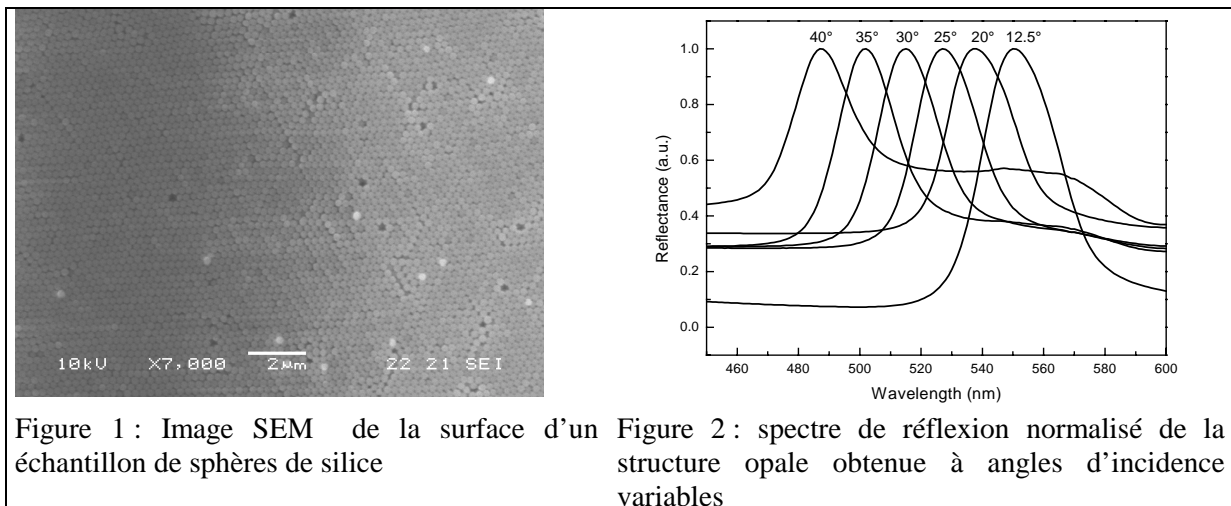 10kV X7,000 2μm 22 21 SEI
40° 35° 30° 25° 20° 12.5°
1.0
0.8
0.6
0.4
0.2
0.0
Reflectance (a.u.)
460 480 500 520 540 560 580 600
Wavelength (nm)
Figure 1 : Image SEM de la surface d'un
échantillon de sphères de silice
Figure 2 : spectre de réflexion normalisé de la
structure opale obtenue à angles d'incidence
variables